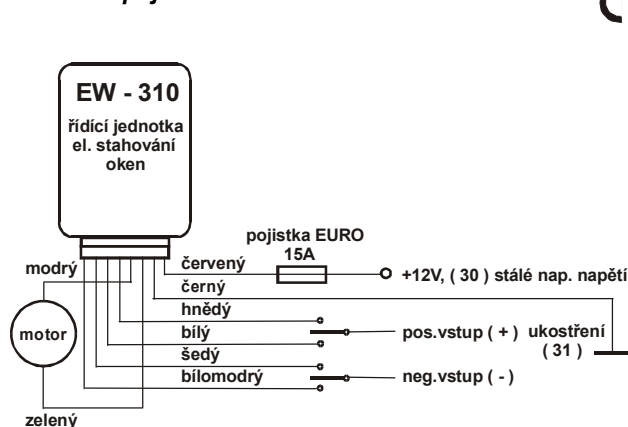 EW - 310
řídící jednotka
el. stahování
oken
pojistka EURO
15A
modrý
červený
+12V, ( 30 ) stálé nap. napětí
černý
hnědý
motor
bílý
pos.vstup ( + )
ukostření
( 31 )
šedý
bílomodrý
neg.vstup ( - )
zelený